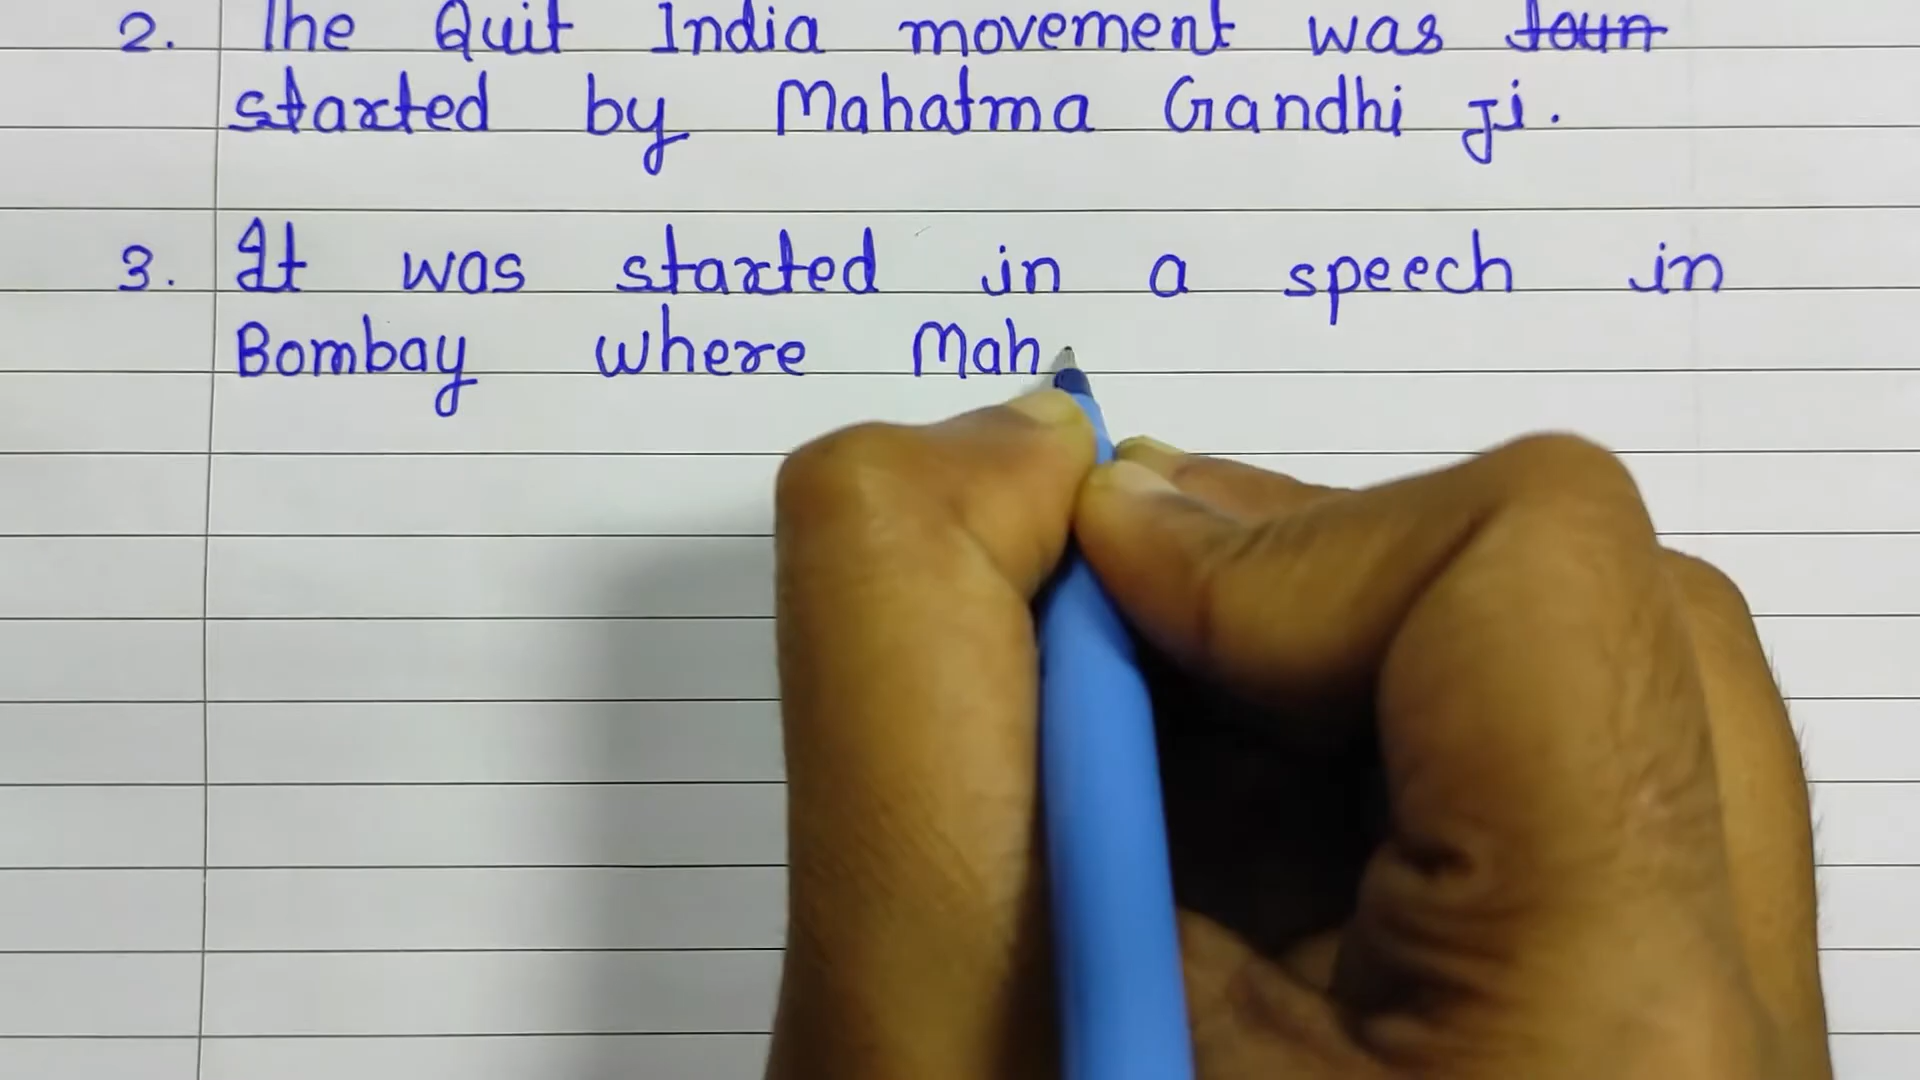 2. The Quit India movement was
started by Mahatma Gandhi Ji.
3. It was started in a speech in
Bombay where Mah